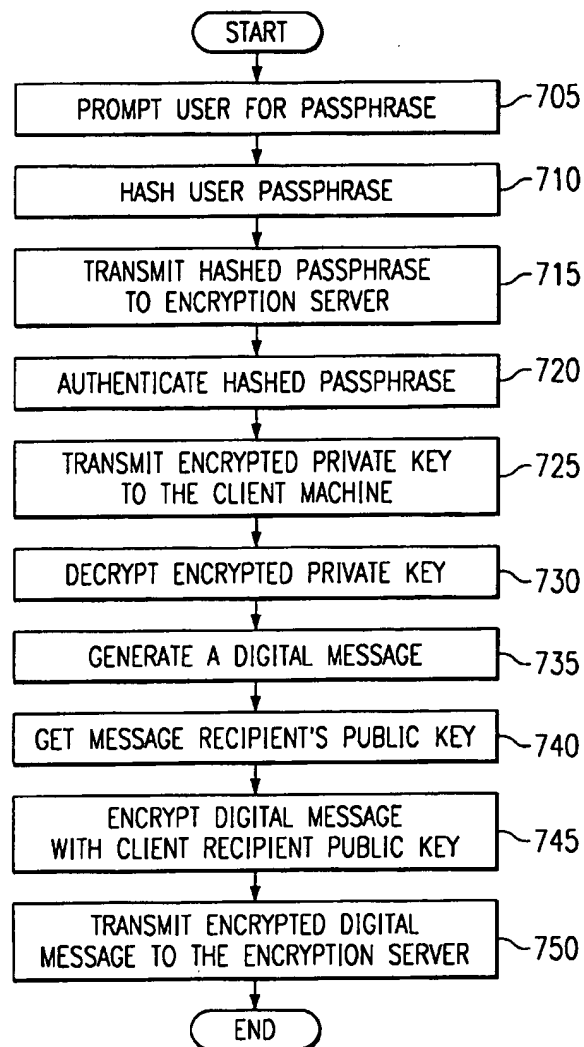 START
PROMPT USER FOR PASSPHRASE
705
HASH USER PASSPHRASE
710
TRANSMIT HASHED PASSPHRASE
TO ENCRYPTION SERVER
715
AUTHENTICATE HASHED PASSPHRASE
720
TRANSMIT ENCRYPTED PRIVATE KEY
TO THE CLIENT MACHINE
725
DECRYPT ENCRYPTED PRIVATE KEY
730
GENERATE A DIGITAL MESSAGE
735
GET MESSAGE RECIPIENT'S PUBLIC KEY
740
ENCRYPT DIGITAL MESSAGE
WITH CLIENT RECIPIENT PUBLIC KEY
745
TRANSMIT ENCRYPTED DIGITAL
MESSAGE TO THE ENCRYPTION SERVER
750
END